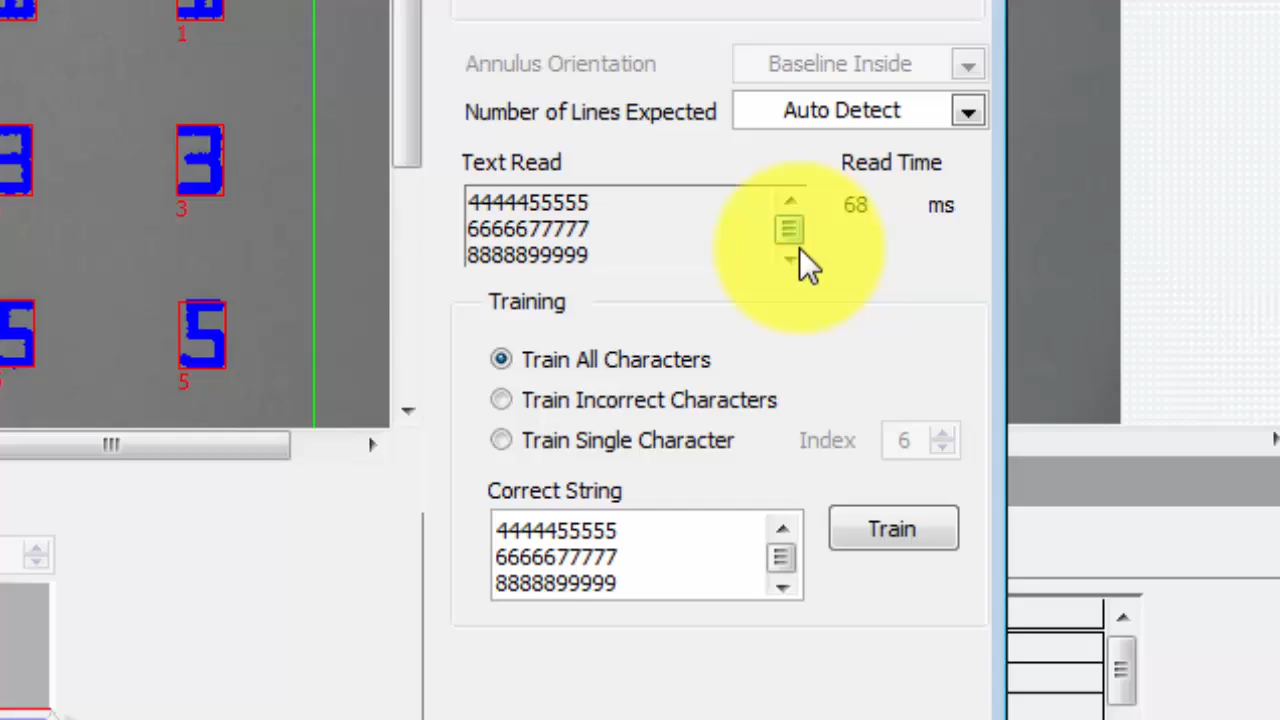 1
Annulus Orientation Baseline Inside
Number of Lines Expected Auto Detect
3 3
Text Read Read Time
4444455555 68 ms
6666677777
8888899999
Training
5 5
Train All Characters
Train Incorrect Characters
Train Single Character Index 6
Correct String
4444455555
6666677777
8888899999
Train